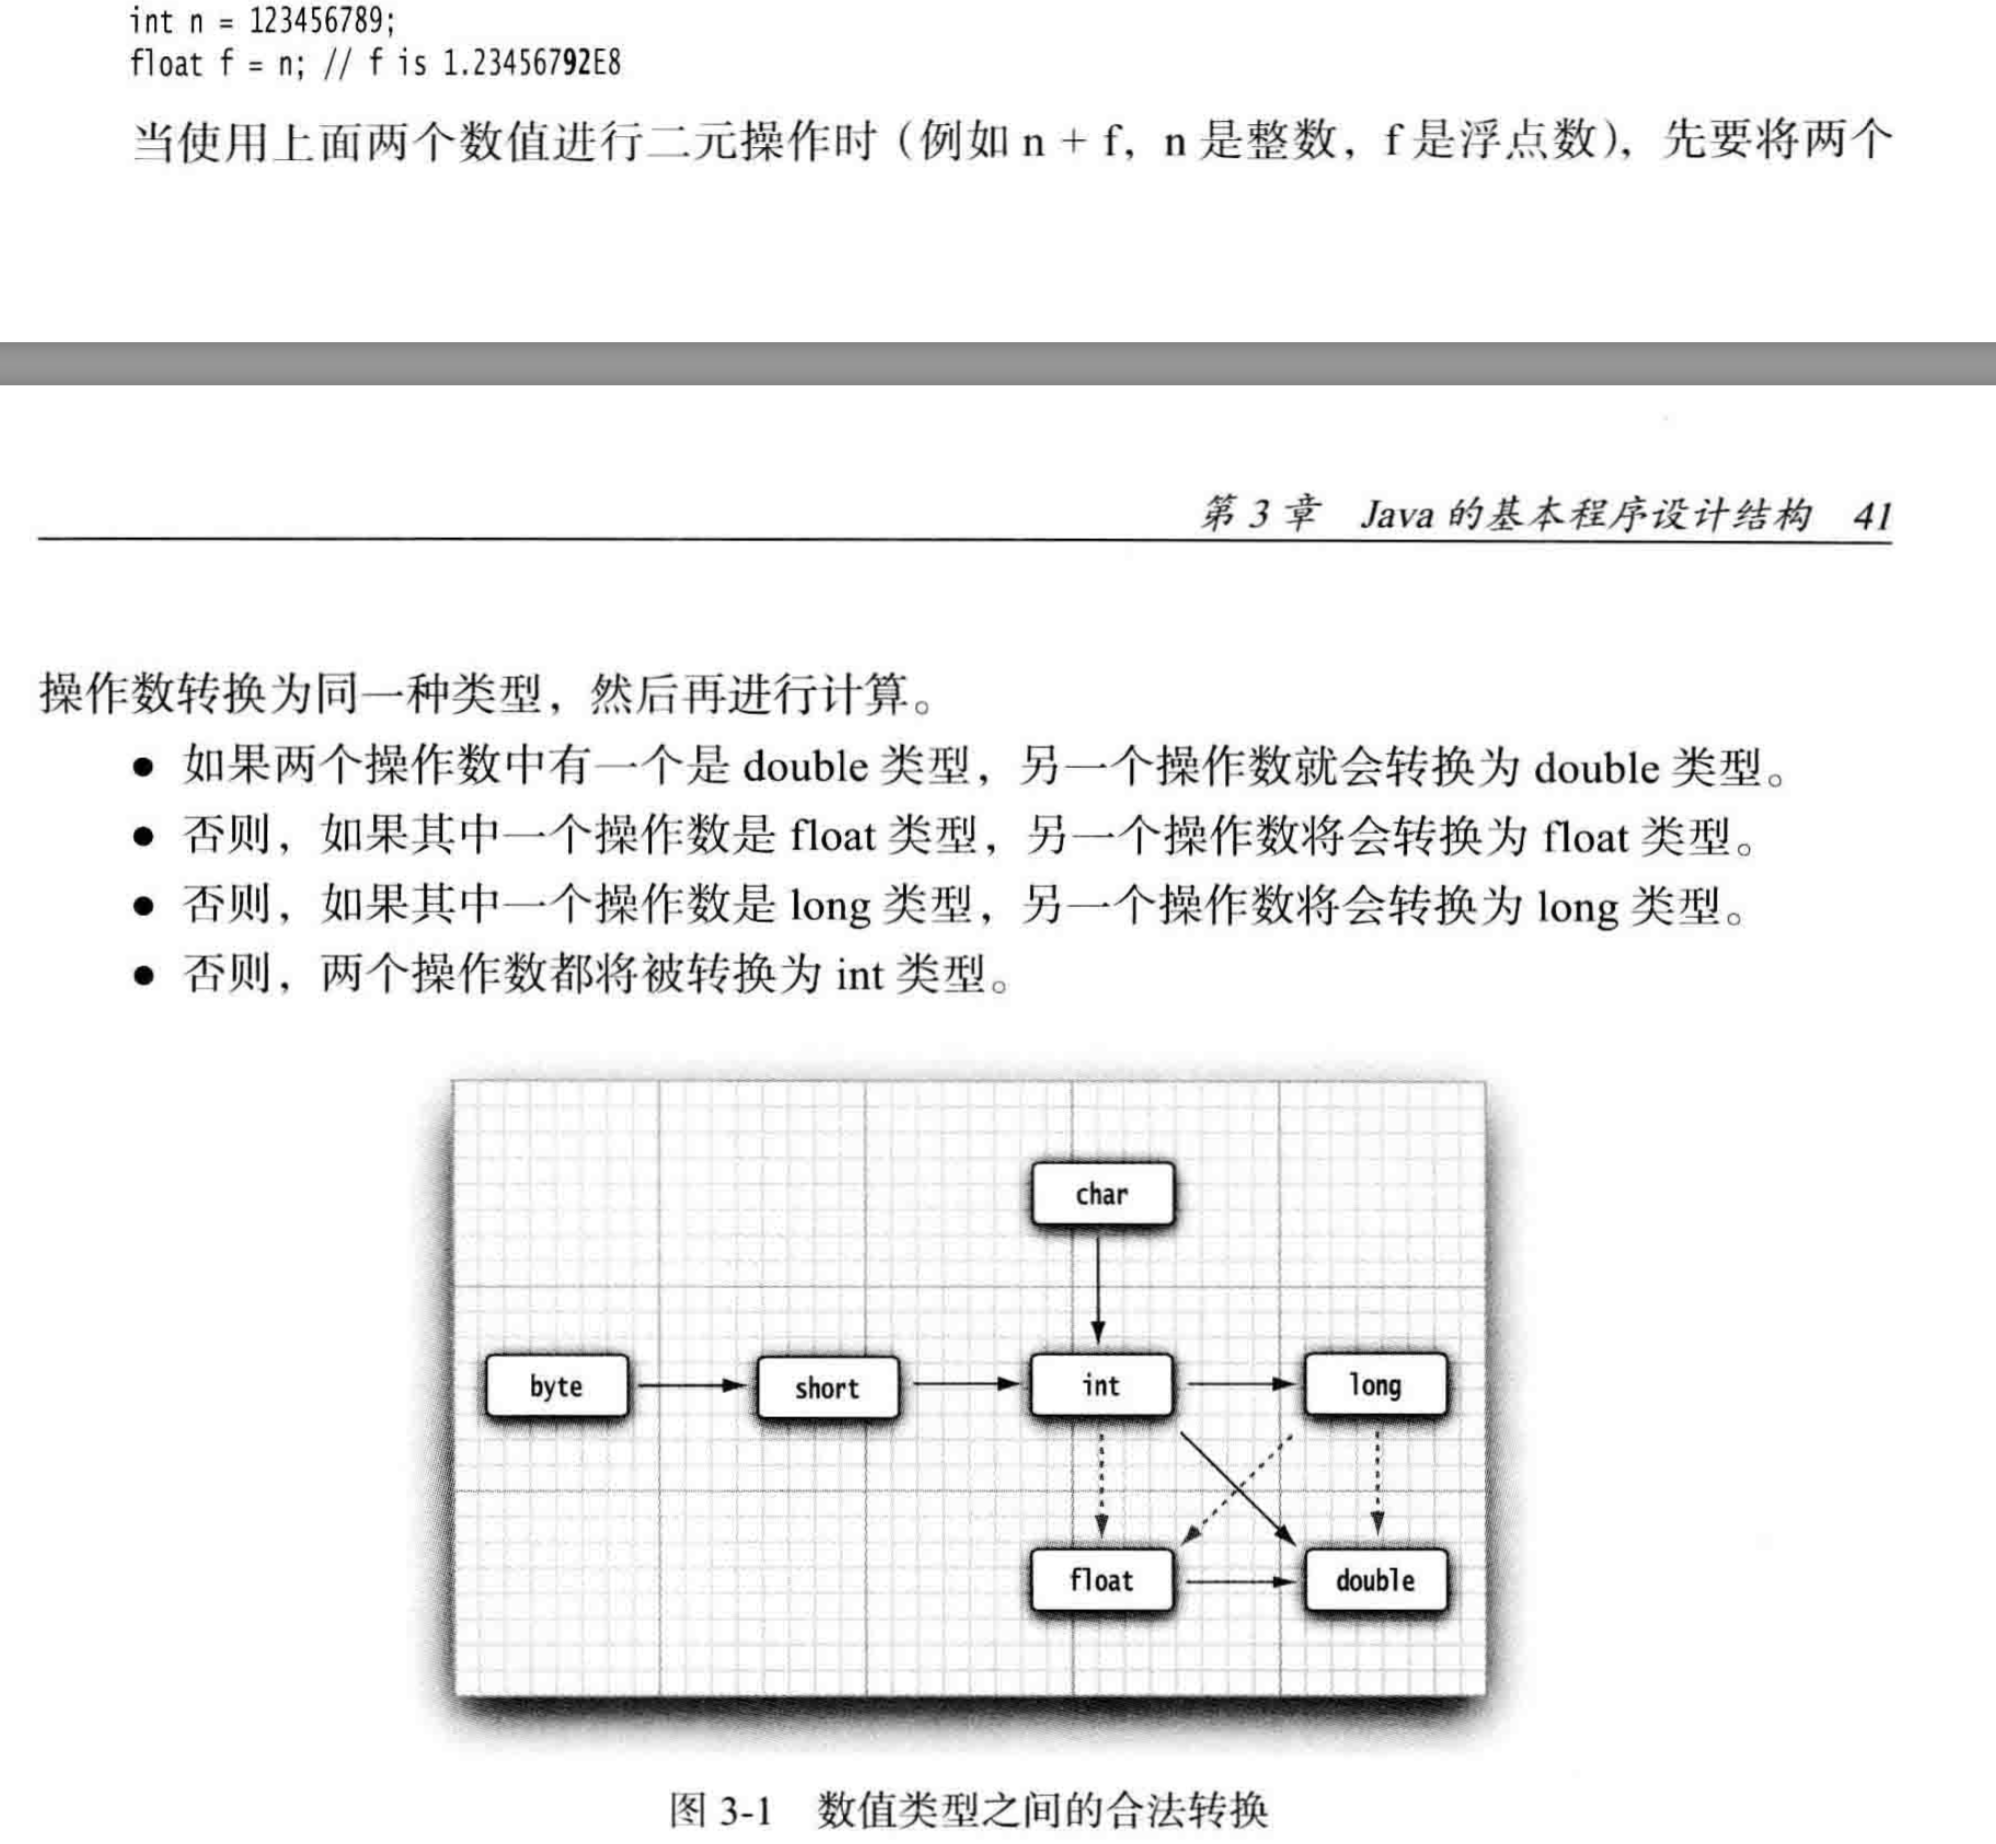 int n = 123456789;
float f = n; // f is 1.23456792E8
当使用上面两个数值进行二元操作时（例如 n + f，n 是整数，f 是浮点数），先要将两个
第 3 章 Java 的基本程序设计结构 41
操作数转换为同一种类型，然后再进行计算。
● 如果两个操作数中有一个是 double 类型，另一个操作数就会转换为 double 类型。
● 否则，如果其中一个操作数是 float 类型，另一个操作数将会转换为 float 类型。
● 否则，如果其中一个操作数是 long 类型，另一个操作数将会转换为 long 类型。
● 否则，两个操作数都将被转换为 int 类型。
char
byte short int long
float double
图 3-1 数值类型之间的合法转换